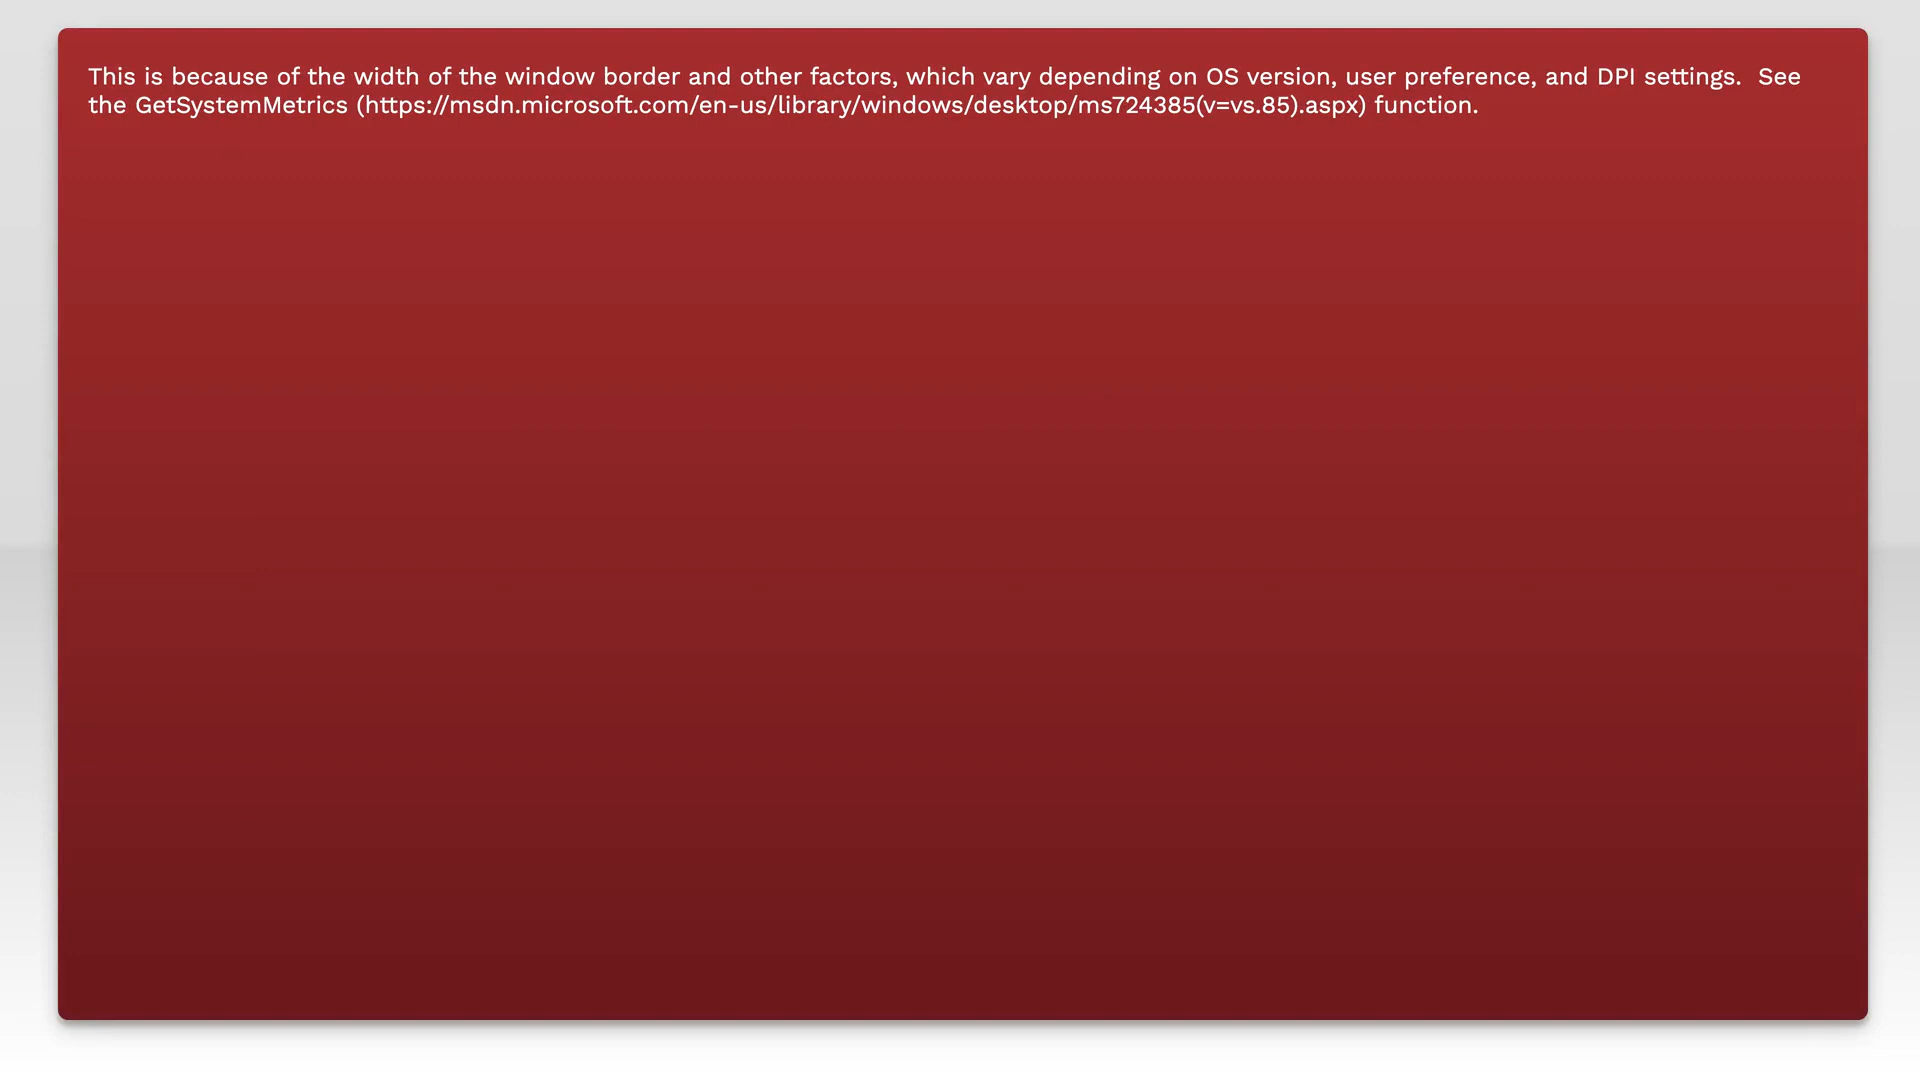 This is because of the width of the window border and other factors, which vary depending on OS version, user preference, and DPI settings.  See
the GetSystemMetrics (https://msdn.microsoft.com/en-us/library/windows/desktop/ms724385(v=vs.85).aspx) function.